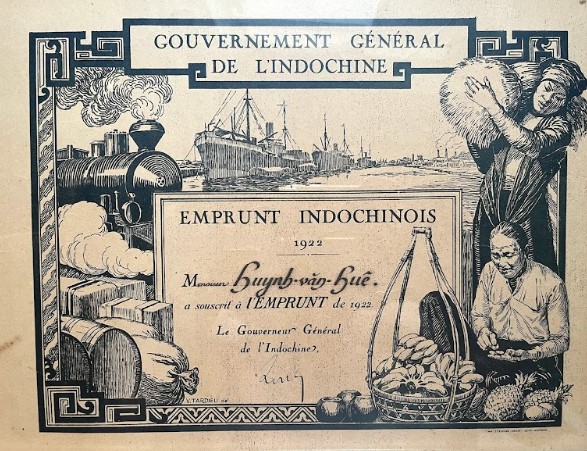 GOUVERNEMENT GÉNÉRAL
DE L'INDOCHINE
EMPRUNT INDOCHINOIS
1922
Monsieur Huynh-văn-Huê.
a souscrit à l'EMPRUNT de 1922.
Le Gouverneur Général
de l'Indochine,
V. TARDIEU